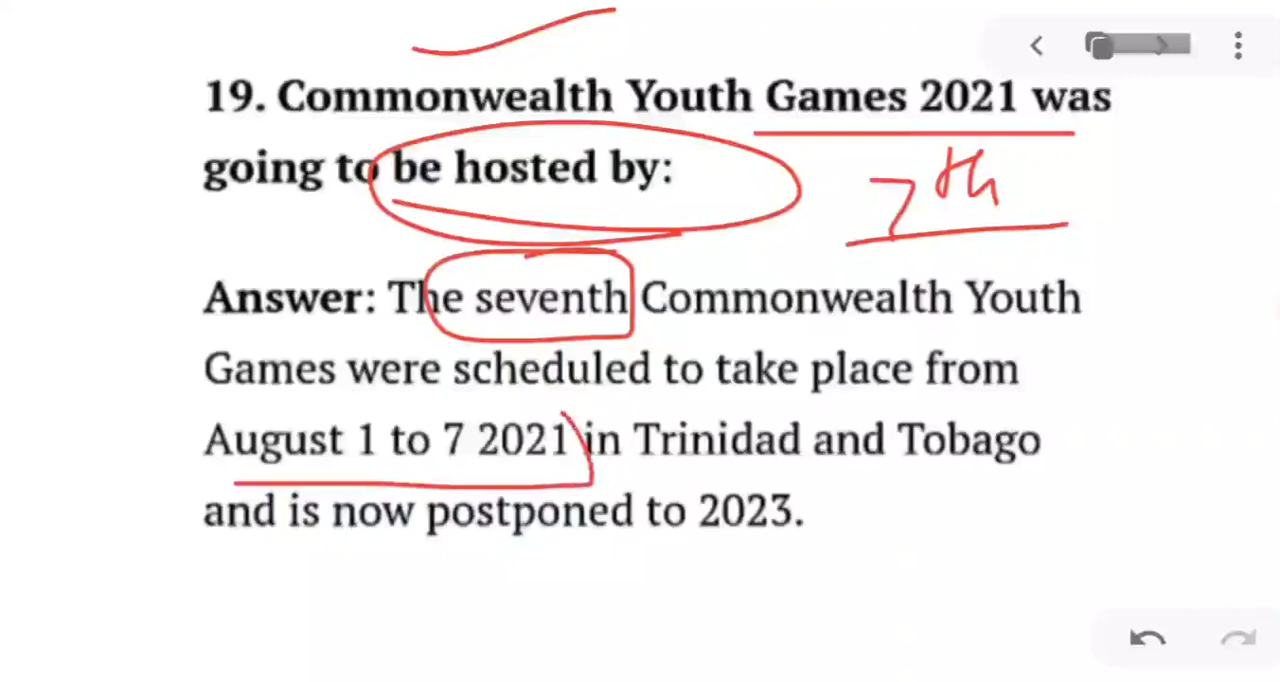 19. Commonwealth Youth Games 2021 was
going to be hosted by:
7th
Answer: The seventh Commonwealth Youth
Games were scheduled to take place from
August 1 to 7 2021 in Trinidad and Tobago
and is now postponed to 2023.